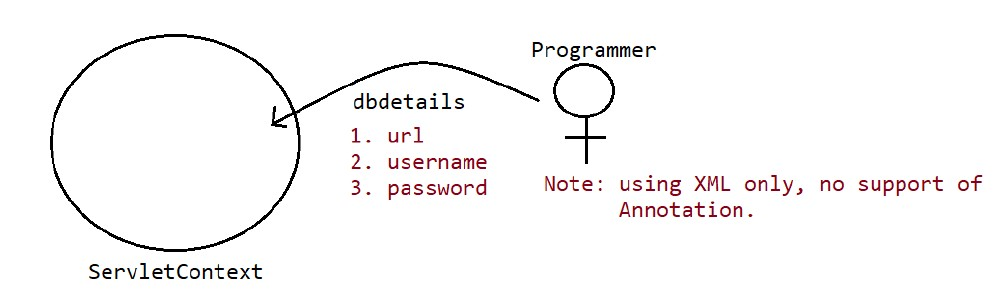 Programmer
dbdetails
1. url
2. username
3. password
Note: using XML only, no support of
Annotation.
ServletContext